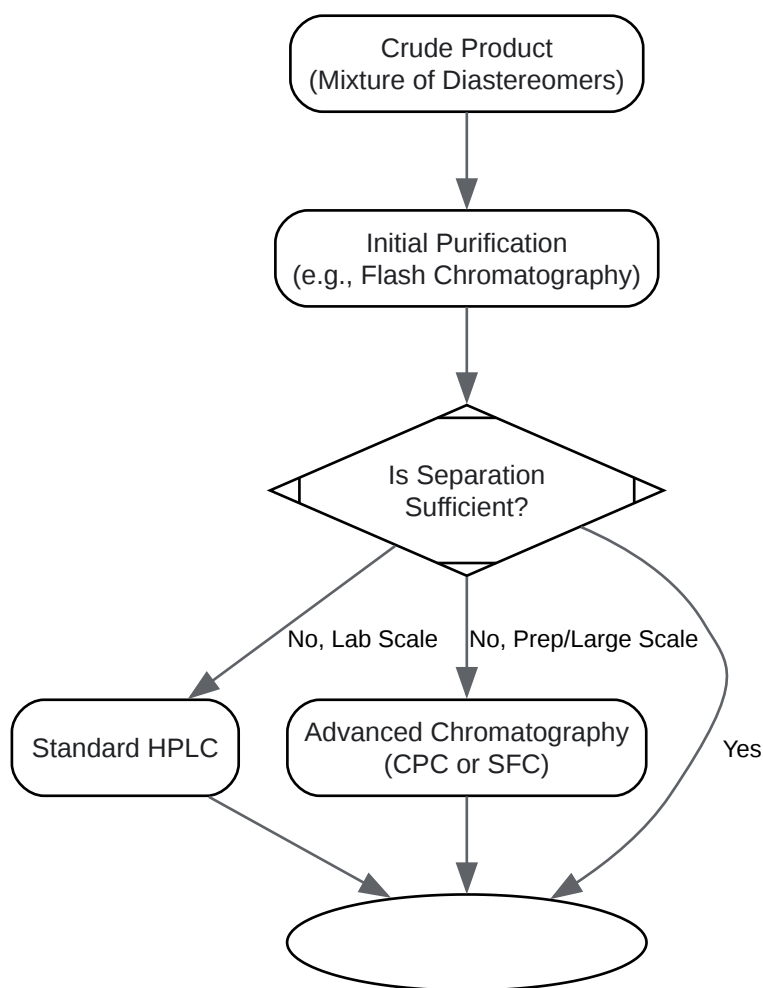 Crude Product
(Mixture of Diastereomers)
Initial Purification
(e.g., Flash Chromatography)
Is Separation
Sufficient?
No, Lab Scale
No, Prep/Large Scale
Standard HPLC
Advanced Chromatography
(CPC or SFC)
Yes